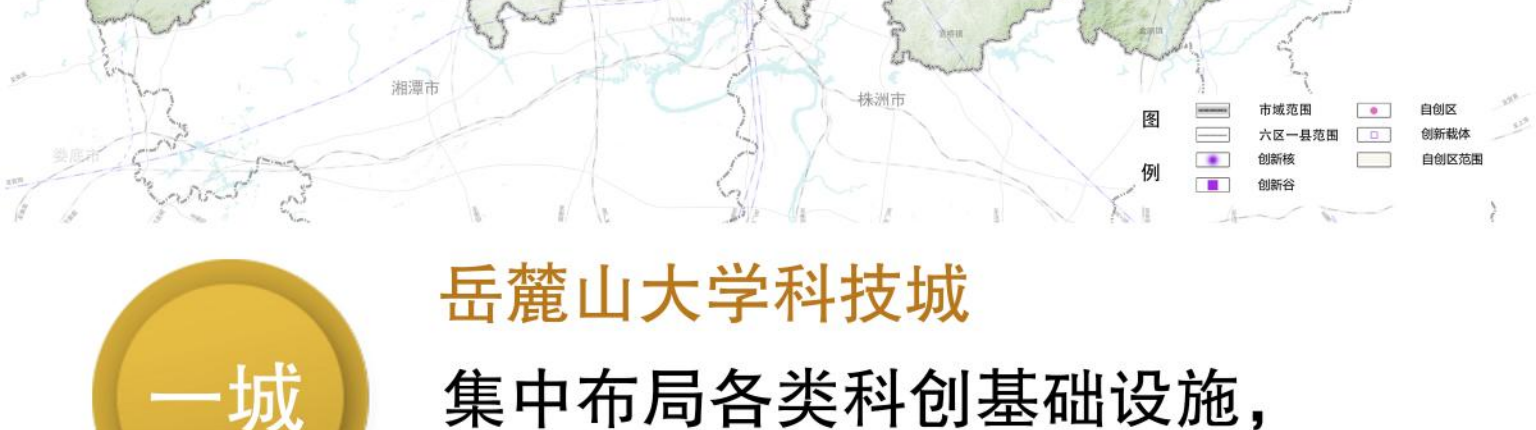 湘潭市
株洲市
娄底市
图例
市域范围
六区一县范围
创新核
创新谷
自创区
创新载体
自创区范围
岳麓山大学科技城
一城
集中布局各类科创基础设施，